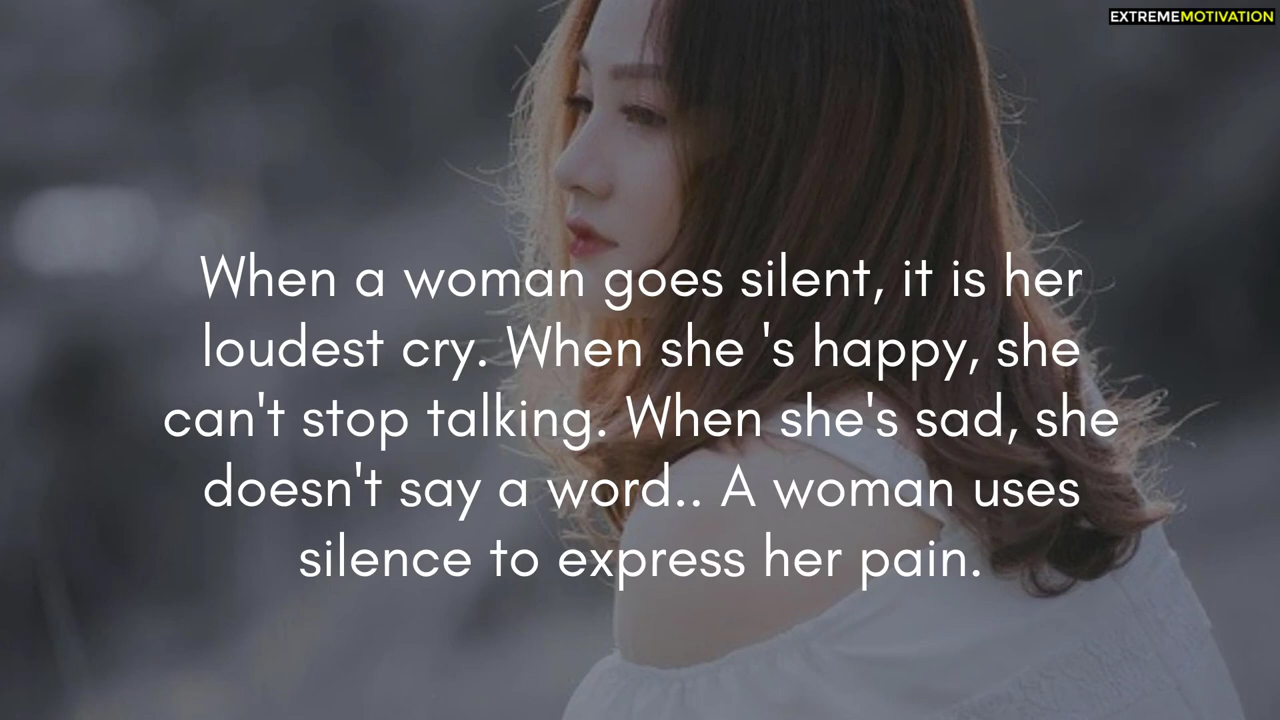 EXTREMEMOTIVATION
When a woman goes silent, it is her
loudest cry. When she 's happy, she
can't stop talking. When she's sad, she
doesn't say a word.. A woman uses
silence to express her pain.